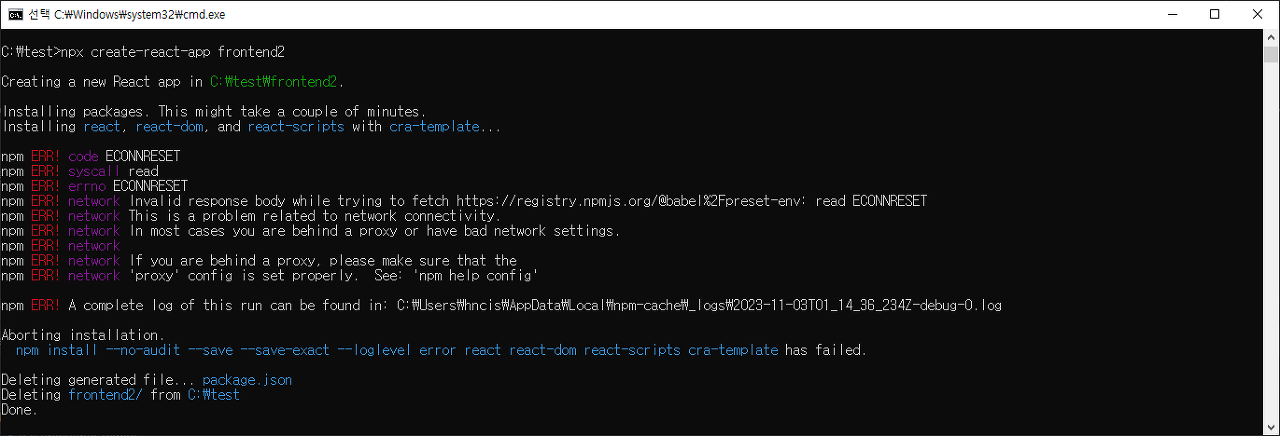 선택 C:₩Windows₩system32₩cmd.exe
C:₩test>npx create-react-app frontend2
Creating a new React app in C:₩test₩frontend2.
Installing packages. This might take a couple of minutes.
Installing react, react-dom, and react-scripts with cra-template...
npm ERR! code ECONNRESET
npm ERR! syscall read
npm ERR! errno ECONNRESET
npm ERR! network Invalid response body while trying to fetch https://registry.npmjs.org/@babel%2Fpreset-env: read ECONNRESET
npm ERR! network This is a problem related to network connectivity.
npm ERR! network In most cases you are behind a proxy or have bad network settings.
npm ERR! network
npm ERR! network If you are behind a proxy, please make sure that the
npm ERR! network 'proxy' config is set properly.  See: 'npm help config'
npm ERR! A complete log of this run can be found in: C:₩Users₩hncis₩AppData₩Local₩npm-cache₩_logs₩2023-11-03T01_14_36_234Z-debug-0.log
Aborting installation.
  npm install --no-audit --save --save-exact --loglevel error react react-dom react-scripts cra-template has failed.
Deleting generated file... package.json
Deleting frontend2/ from C:₩test
Done.